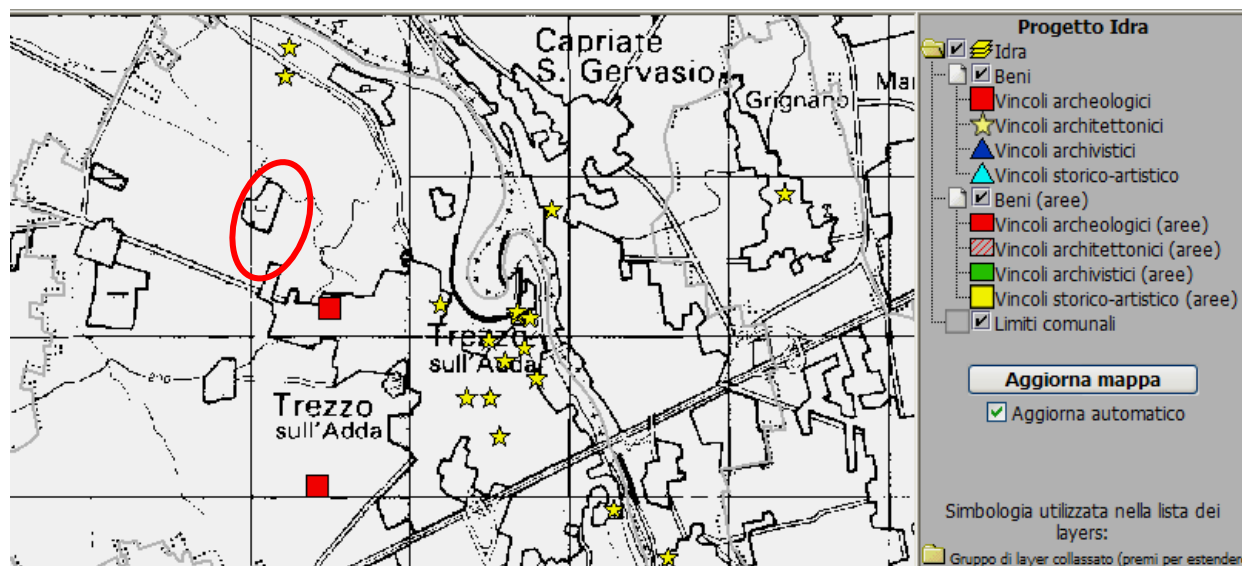 Capriate
S. Gervasio
Grignano
Trezzo
sull'Adda
Trezzo
sull'Adda
Progetto Idra
Idra
Beni
Vincoli archeologici
Vincoli architettonici
Vincoli archivistici
Vincoli storico-artistico
Beni (aree)
Vincoli archeologici (aree)
Vincoli architettonici (aree)
Vincoli archivistici (aree)
Vincoli storico-artistico (aree)
Limiti comunali
Aggiorna mappa
Aggiorna automatico
Simbologia utilizzata nella lista dei
layers:
Gruppo di layer collassato (premi per estendere